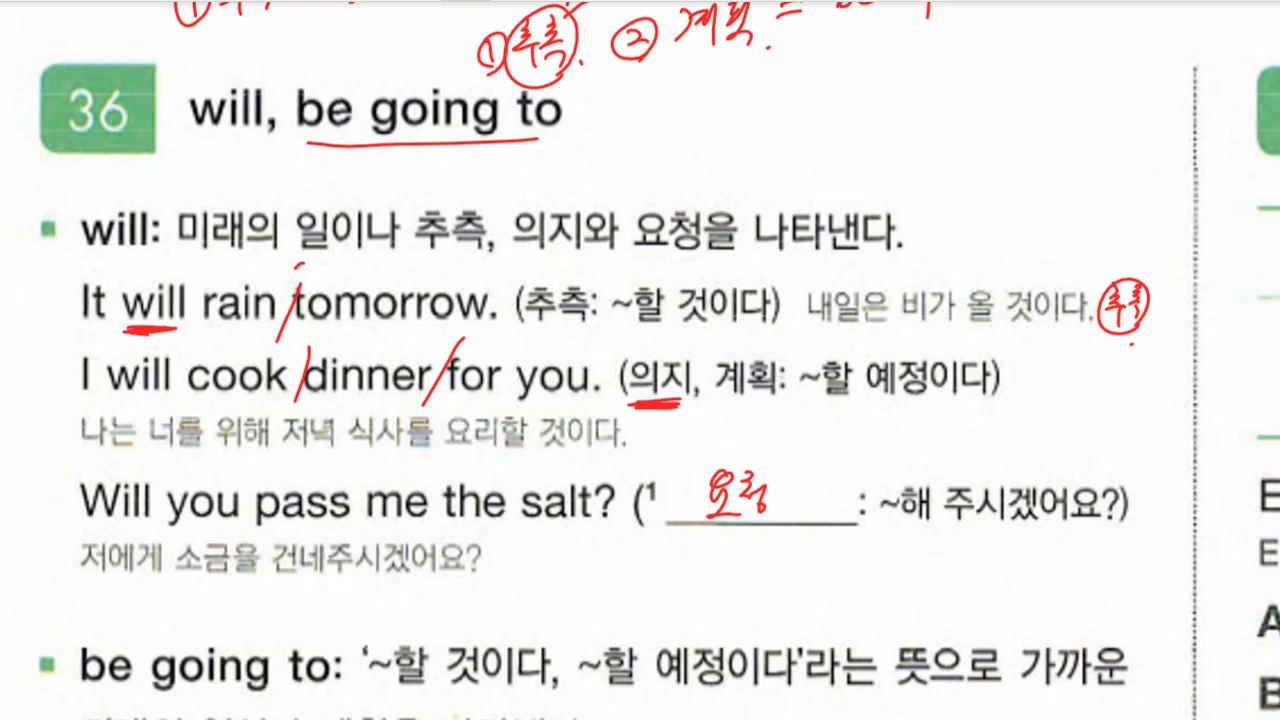 ① 추측. ② 계획.
36 will, be going to
will: 미래의 일이나 추측, 의지와 요청을 나타낸다.
It will rain tomorrow. (추측: ~할 것이다) 내일은 비가 올 것이다. 추측
I will cook dinner for you. (의지, 계획: ~할 예정이다)
나는 너를 위해 저녁 식사를 요리할 것이다.
Will you pass me the salt? (1 요청 : ~해 주시겠어요?)
저에게 소금을 건네주시겠어요?
be going to: ‘~할 것이다, ~할 예정이다’라는 뜻으로 가까운
E
E
A
B